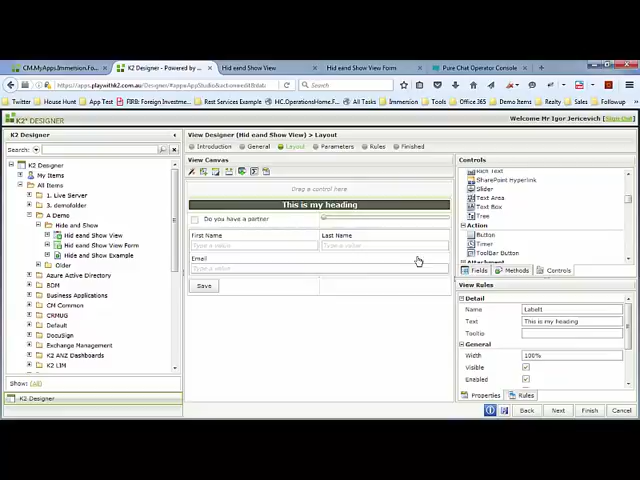 CM.MyApps.Immersion.Fo...
K2 Designer - Powered by ...
Hid eand Show View
Hid eand Show View Form
Pure Chat Operator Console
Search
Twitter
House Hunt
App Test
FIRB: Foreign Investme...
HC.OperationsHome.F...
All Tasks
Immersion
Tools
Office 365
Demo Items
Realty
Travel
K2 DESIGNER
Welcome Mr Igor Jericevich
Sign Out
K2 Designer
View Designer (Hid eand Show View) > Layout
Introduction
General
Layout
Parameters
Rules
Finished
Search:
K2 Designer
My Items
All Items
1. Live Server
3. demofolder
A Demo
Hide and Show
Hid eand Show View
Hid eand Show View Form
Hid eand Show Example
Older
Azure Active Directory
BDM
Business Applications
CM Common
CRMUG
Default
DocuSign
Exchange Management
K2 ANZ Dashboards
K2 LIM
Show: (All)
K2 Designer
View Canvas
Drag a control here
This is my heading
Do you have a partner
First Name
Last Name
Type a value
Type a value
Email
Type a value
Save
Controls
Rich Text
SharePoint Hyperlink
Slider
Text Area
Text Box
Tree
Action
Button
Timer
ToolBar Button
Attachment
Fields
Methods
Controls
View Rules
Detail
Name
Label1
Text
This is my heading
Tooltip
General
Width
100%
Visible
Enabled
Properties
Rules
Back
Next
Finish
Cancel